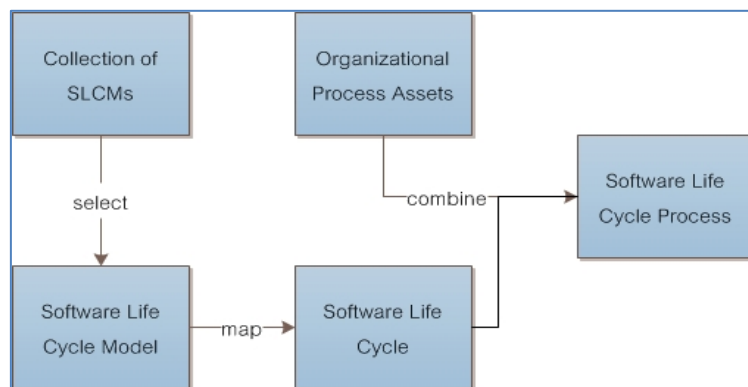 Collection of
SLCMs
Organizational
Process Assets
select
combine
Software Life
Cycle Process
Software Life
Cycle Model
map
Software Life
Cycle